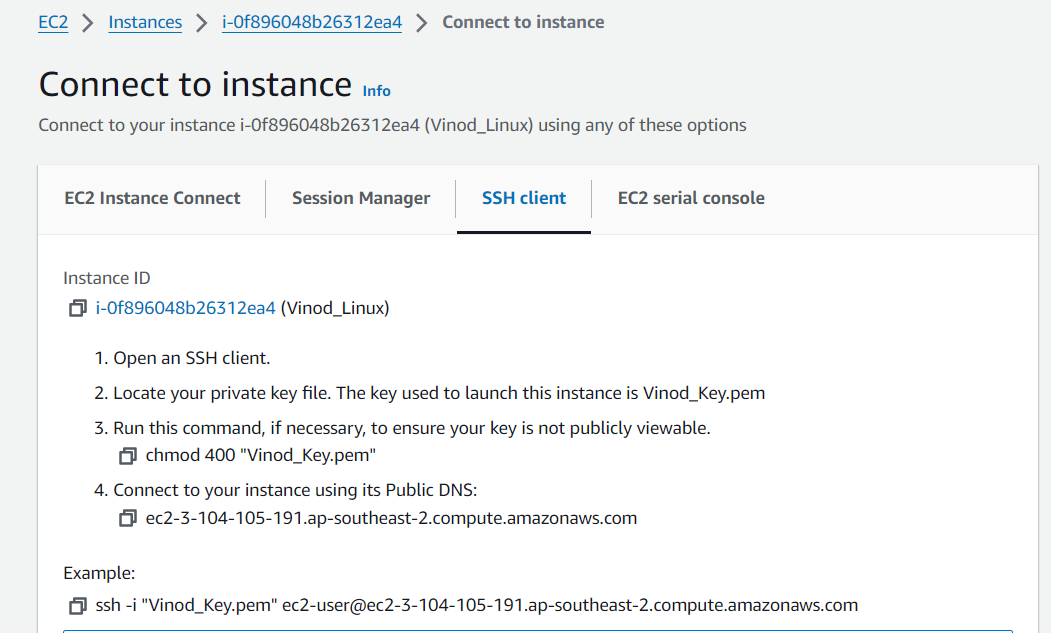 EC2 > Instances > i-0f896048b26312ea4 > Connect to instance
Connect to instance Info
Connect to your instance i-0f896048b26312ea4 (Vinod_Linux) using any of these options
EC2 Instance Connect Session Manager SSH client EC2 serial console
Instance ID
i-0f896048b26312ea4 (Vinod_Linux)
1. Open an SSH client.
2. Locate your private key file. The key used to launch this instance is Vinod_Key.pem
3. Run this command, if necessary, to ensure your key is not publicly viewable.
chmod 400 "Vinod_Key.pem"
4. Connect to your instance using its Public DNS:
ec2-3-104-105-191.ap-southeast-2.compute.amazonaws.com
Example:
ssh -i "Vinod_Key.pem" ec2-user@ec2-3-104-105-191.ap-southeast-2.compute.amazonaws.com